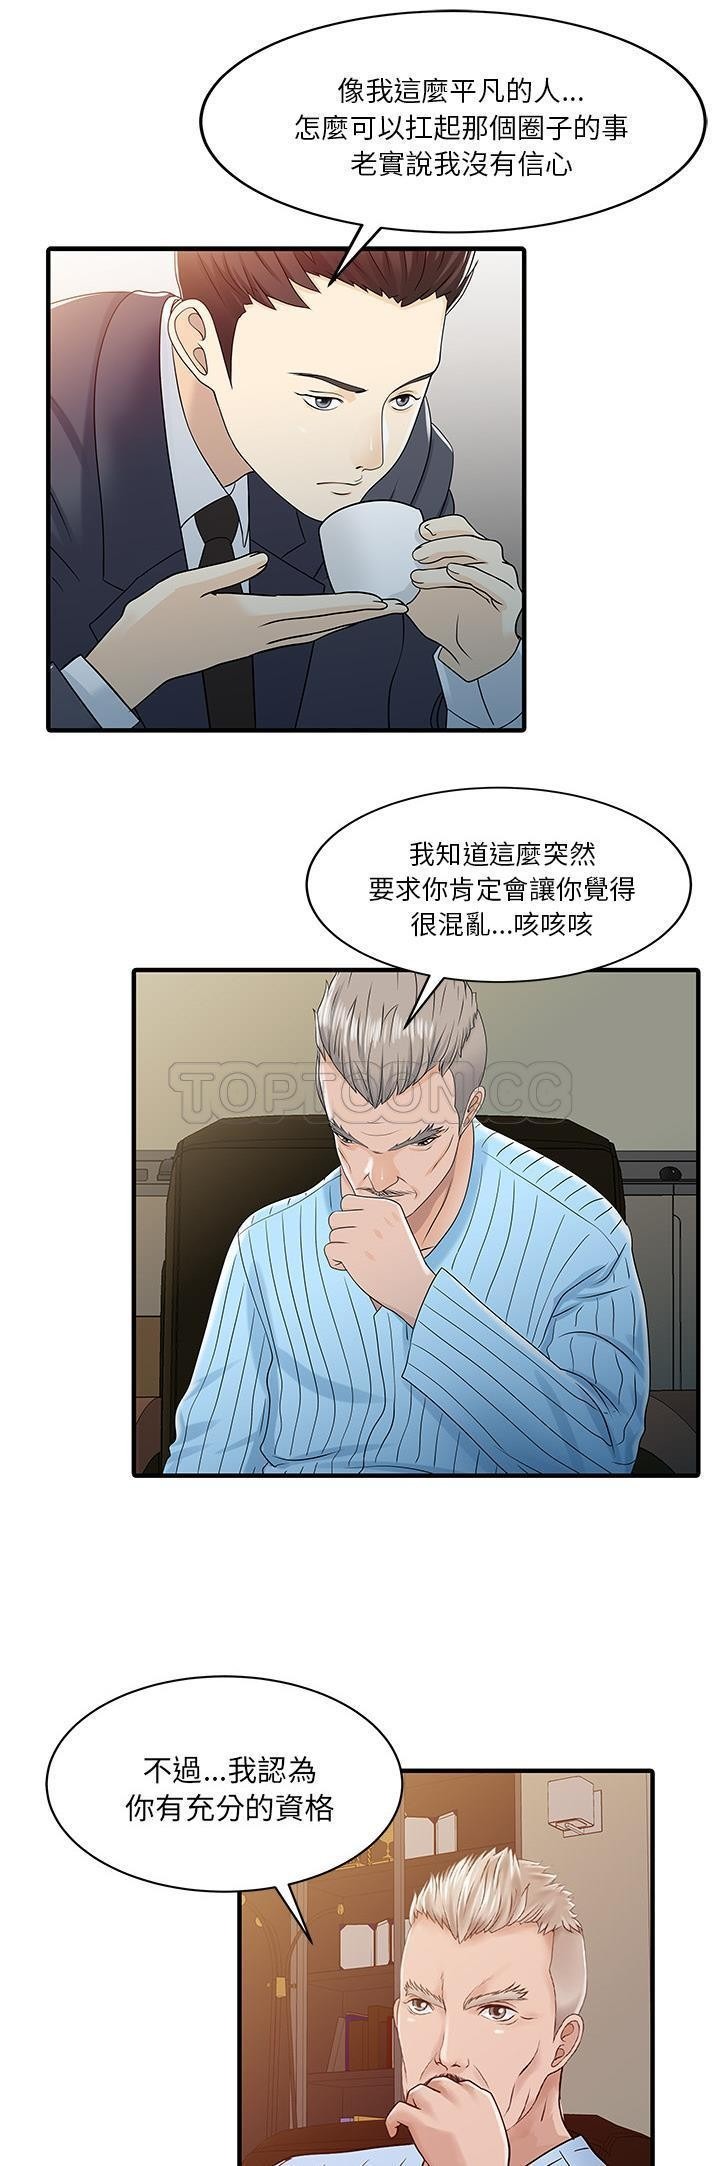 像我這麼平凡的人...
怎麼可以扛起那個圈子的事
老實說我沒有信心
我知道這麼突然
要求你肯定會讓你覺得
很混亂...咳咳咳
TOPTOON.CC
不過...我認為
你有充分的資格